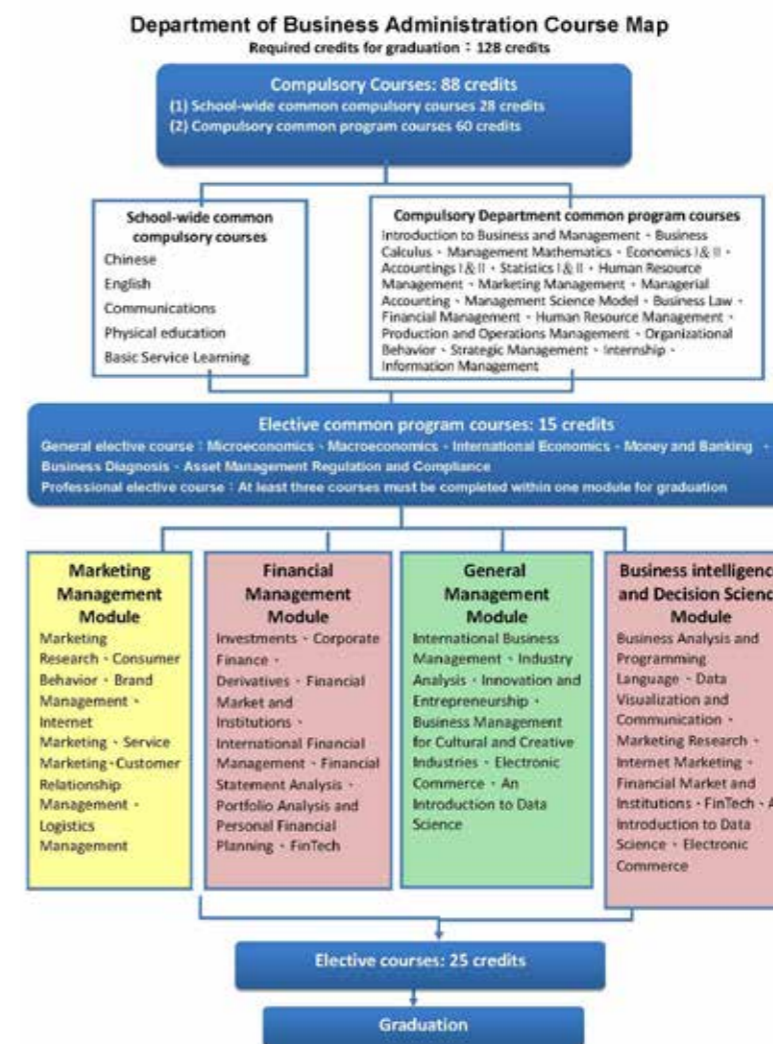 Department of Business Administration Course Map
Required credits for graduation：128 credits
Compulsory Courses: 88 credits
(1) School-wide common compulsory courses 28 credits
(2) Compulsory common program courses 60 credits
School-wide common
compulsory courses
Chinese
English
Communications
Physical education
Basic Service Learning
Compulsory Department common program courses
Introduction to Business and Management、Business
Calculus、Management Mathematics、Economics I & II、
Accountings I & II、Statistics I & II、Human Resource
Management、Marketing Management、Managerial
Accounting、Management Science Model、Business Law、
Financial Management、Human Resource Management、
Production and Operations Management、Organizational
Behavior、Strategic Management、Internship、
Information Management
Elective common program courses: 15 credits
General elective course：Microeconomics、Macroeconomics、International Economics、Money and Banking 、
Business Diagnosis、Asset Management Regulation and Compliance
Professional elective course：At least three courses must be completed within one module for graduation
Marketing
Management
Module
Marketing
Research、Consumer
Behavior、Brand
Management、
Internet
Marketing、Service
Marketing、Customer
Relationship
Management、
Logistics
Management
Financial
Management
Module
Investments、Corporate
Finance、
Derivatives、Financial
Market and
Institutions、
International Financial
Management、Financial
Statement Analysis、
Portfolio Analysis and
Personal Financial
Planning、FinTech
General
Management
Module
International Business
Management、Industry
Analysis、Innovation and
Entrepreneurship、
Business Management
for Cultural and Creative
Industries、Electronic
Commerce、An
Introduction to Data
Science
Business intelligenc
and Decision Scienc
Module
Business Analysis and
Programming
Language、Data
Visualization and
Communication、
Marketing Research、
Internet Marketing、
Financial Market and
Institutions、FinTech、A
Introduction to Data
Science、Electronic
Commerce
Elective courses: 25 credits
Graduation